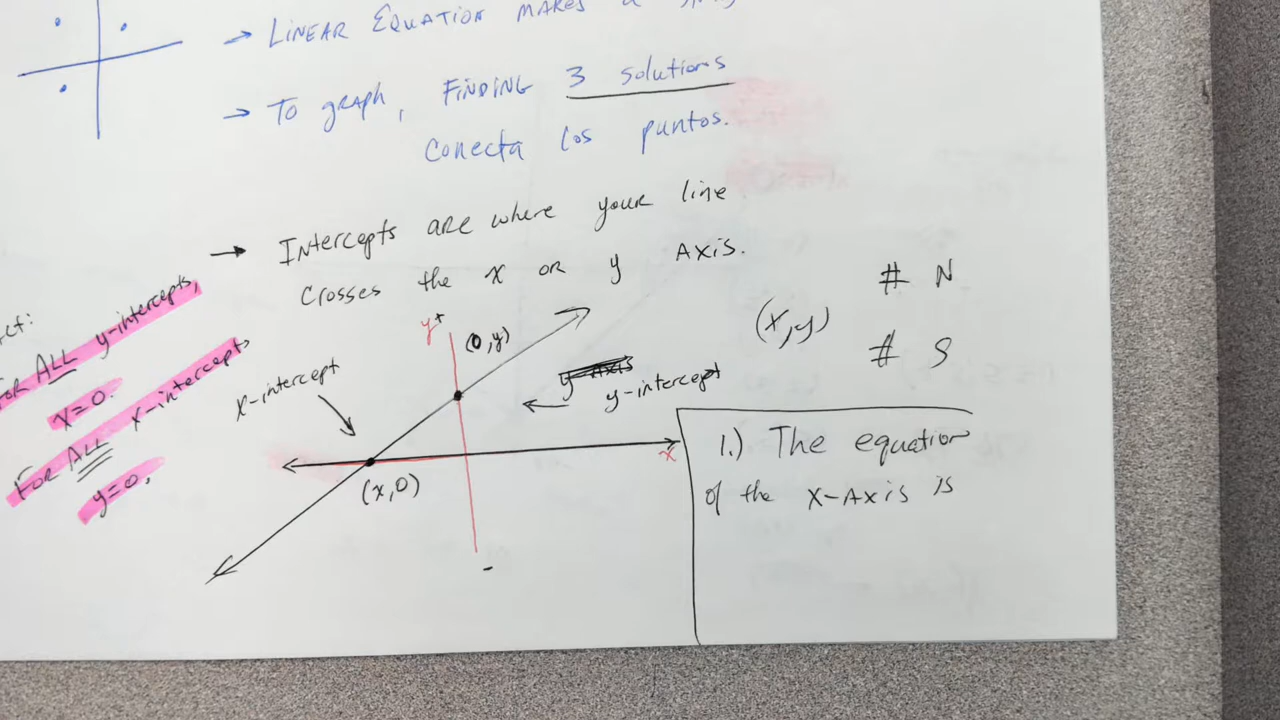 → LINEAR EQUATION MAKES a
→ To graph, FINDING 3 solutions
Conecta los puntos.
→ Intercepts are where your line
crosses the x or y Axis.
FOR ALL y-intercepts,
x=0.
FOR ALL x-intercepts
y=0.
x-intercept
y+
(0,y)
y-intercept
x
(x,0)
-
# N
(x,y)
# S
1.) The equation
of the X-Axis is